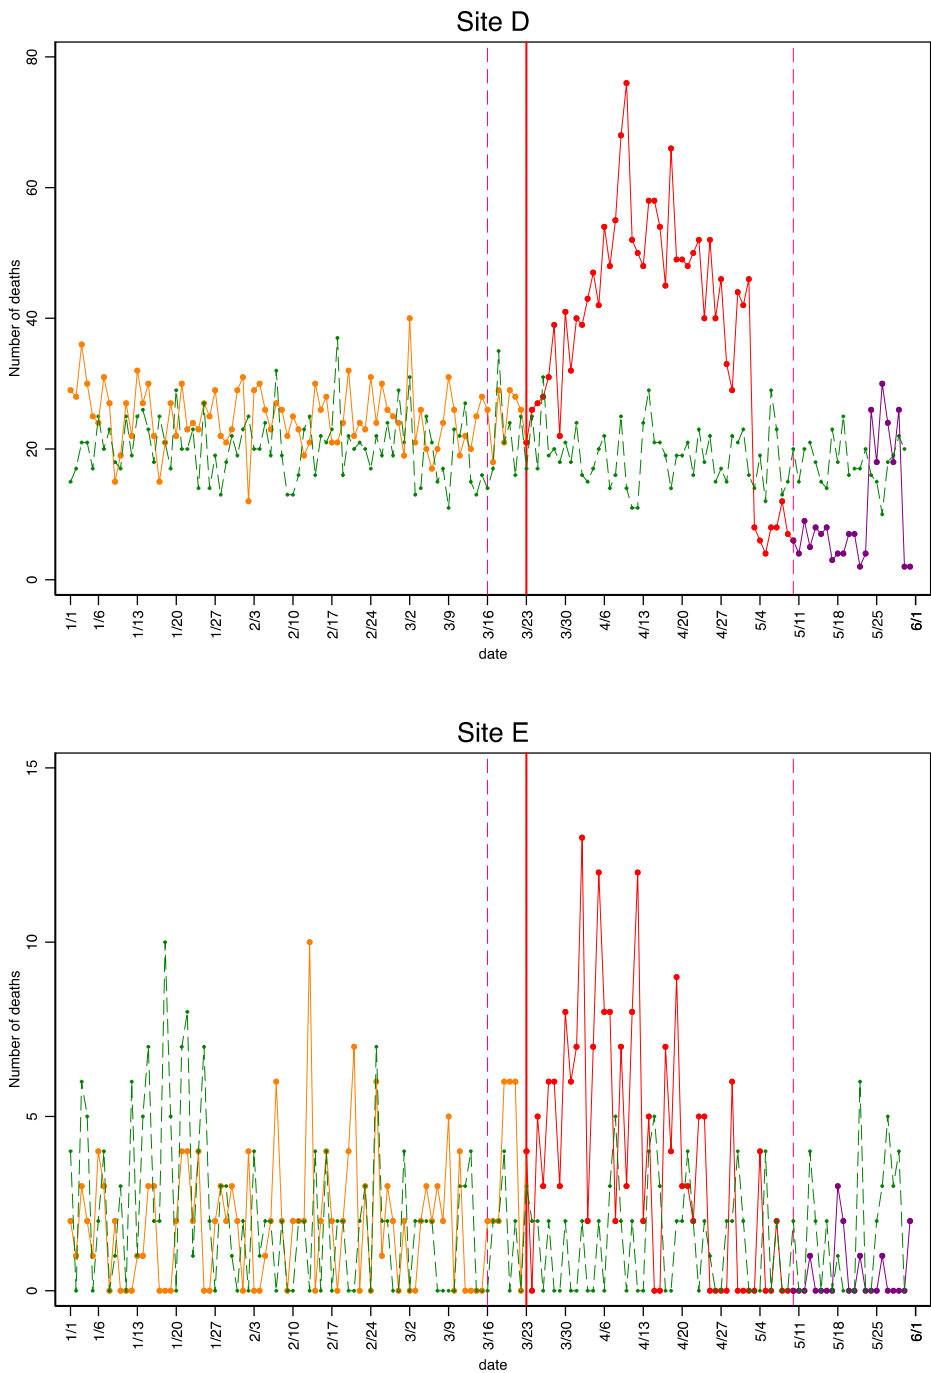 Site D
Number of deaths
80
60
40
20
0
1/1 1/6 1/13 1/20 1/27 2/3 2/10 2/17 2/24 3/2 3/9 3/16 3/23 3/30 4/6 4/13 4/20 4/27 5/4 5/11 5/18 5/25 6/1
date
Site E
Number of deaths
15
10
5
0
1/1 1/6 1/13 1/20 1/27 2/3 2/10 2/17 2/24 3/2 3/9 3/16 3/23 3/30 4/6 4/13 4/20 4/27 5/4 5/11 5/18 5/25 6/1
date